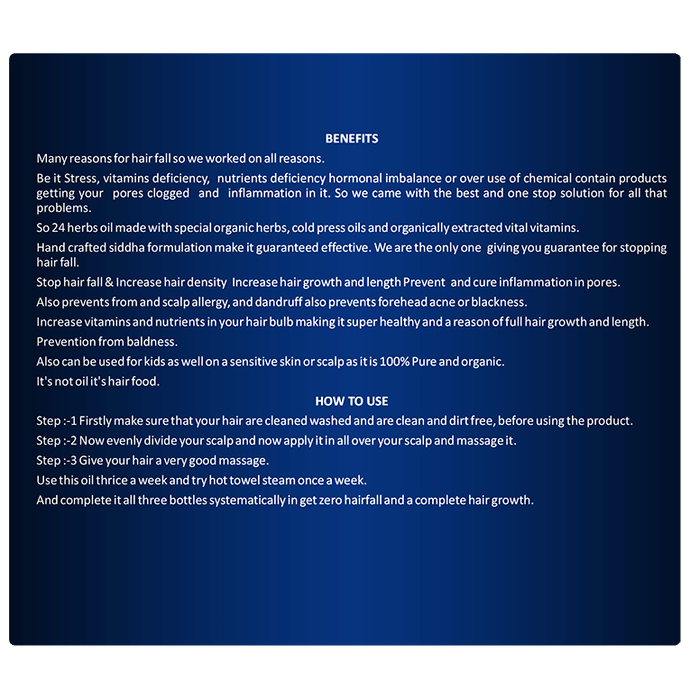 BENEFITS
Many reasons for hair fall so we worked on all reasons.
Be it Stress, vitamins deficiency, nutrients deficiency hormonal imbalance or over use of chemical contain products
getting your pores clogged and inflammation in it. So we came with the best and one stop solution for all that
problems.
So 24 herbs oil made with special organic herbs, cold press oils and organically extracted vital vitamins.
Hand crafted siddha formulation make it guaranteed effective. We are the only one giving you guarantee for stopping
hair fall.
Stop hair fall & Increase hair density Increase hair growth and length Prevent and cure inflammation in pores.
Also prevents from and scalp allergy, and dandruff also prevents forehead acne or blackness.
Increase vitamins and nutrients in your hair bulb making it super healthy and a reason of full hair growth and length.
Prevention from baldness.
Also can be used for kids as well on a sensitive skin or scalp as it is 100% Pure and organic.
It's not oil it's hair food.
HOW TO USE
Step :-1 Firstly make sure that your hair are cleaned washed and are clean and dirt free, before using the product.
Step :-2 Now evenly divide your scalp and now apply it in all over your scalp and massage it.
Step :-3 Give your hair a very good massage.
Use this oil thrice a week and try hot towel steam once a week.
And complete it all three bottles systematically in get zero hairfall and a complete hair growth.